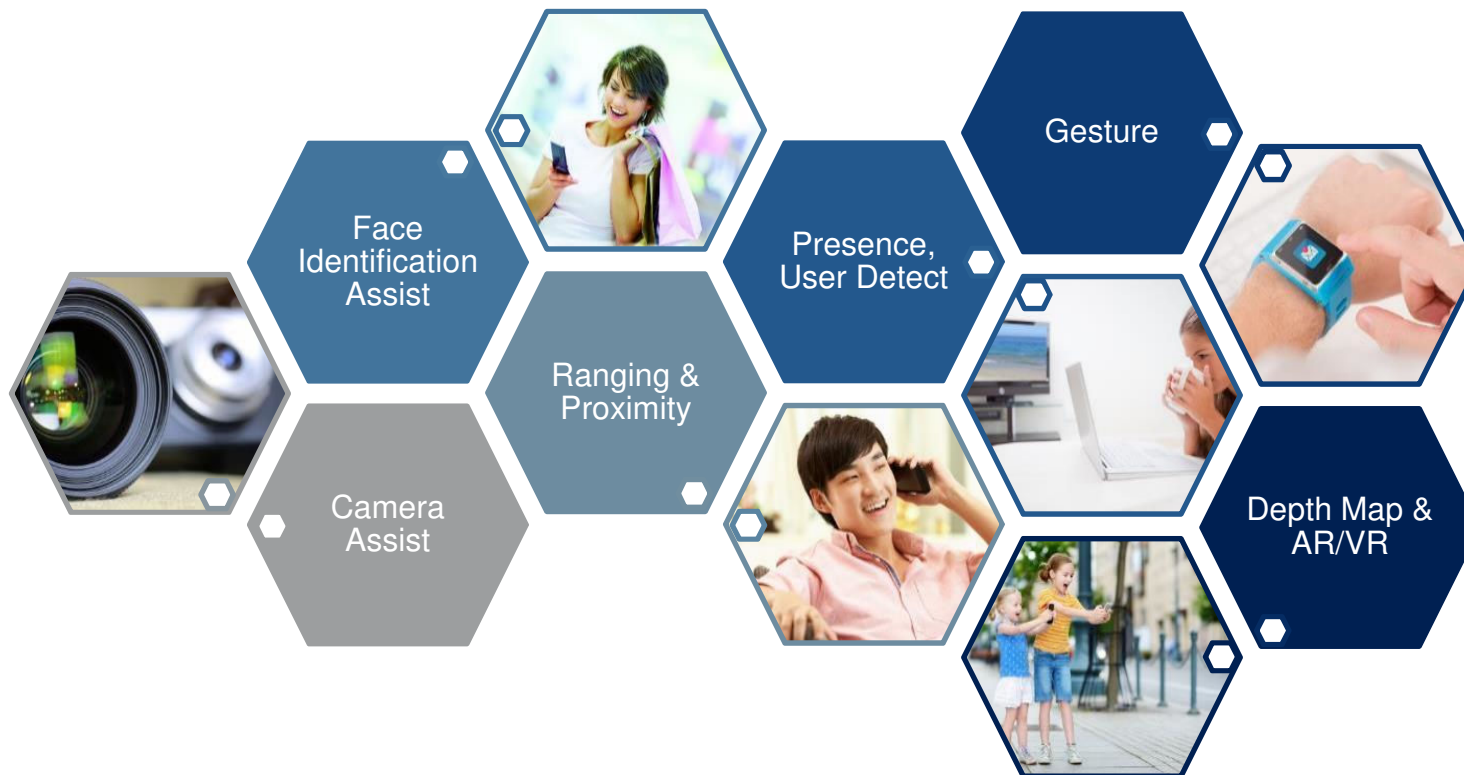 Face
Identification
Assist
Camera
Assist
Ranging &
Proximity
Presence,
User Detect
Gesture
Depth Map &
AR/VR